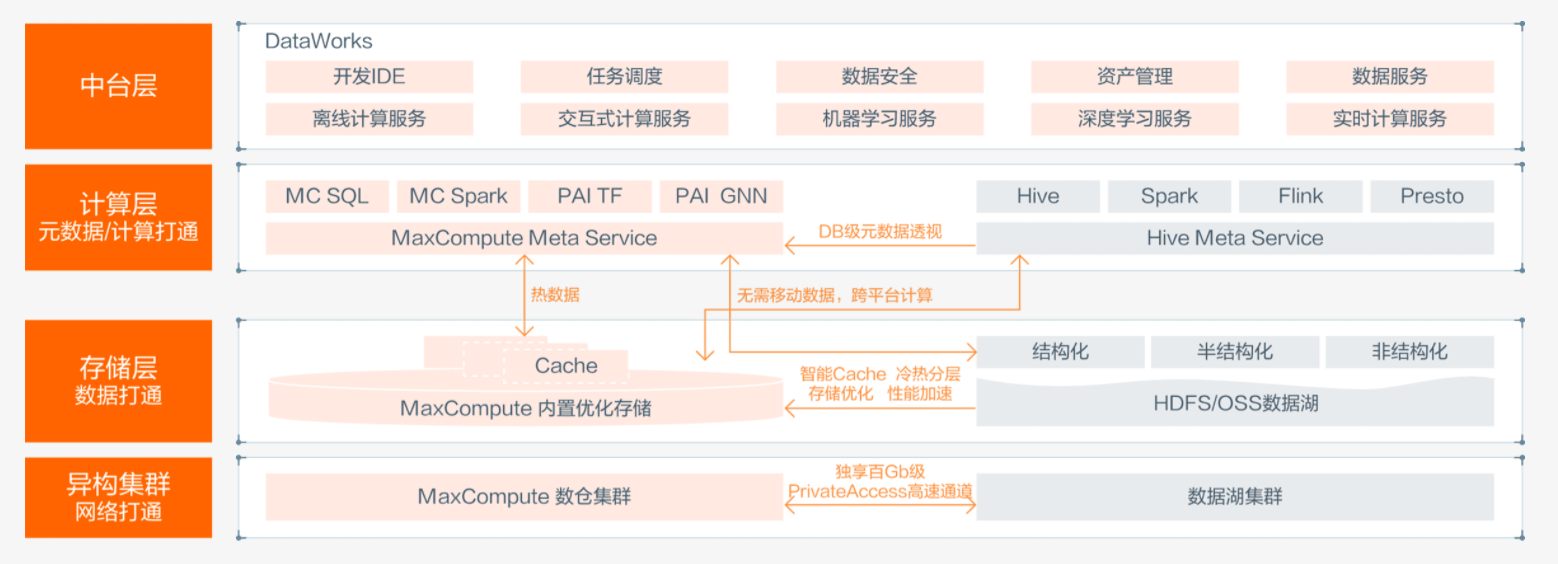 中台层
DataWorks
开发IDE
任务调度
数据安全
资产管理
数据服务
离线计算服务
交互式计算服务
机器学习服务
深度学习服务
实时计算服务
计算层
元数据/计算打通
MC SQL
MC Spark
PAI TF
PAI GNN
Hive
Spark
Flink
Presto
MaxCompute Meta Service
DB级元数据透视
Hive Meta Service
热数据
无需移动数据，跨平台计算
存储层
数据打通
Cache
MaxCompute 内置优化存储
结构化
半结构化
非结构化
智能Cache 冷热分层
存储优化 性能加速
HDFS/OSS数据湖
异构集群
网络打通
MaxCompute 数仓集群
独享百Gb级
PrivateAccess高速通道
数据湖集群